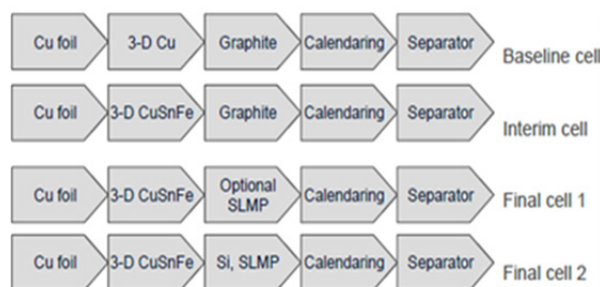 Cu foil 3-D Cu Graphite Calendaring Separator Baseline cell
Cu foil 3-D CuSnFe Graphite Calendaring Separator Interim cell
Cu foil 3-D CuSnFe Optional SLMP Calendaring Separator Final cell 1
Cu foil 3-D CuSnFe Si, SLMP Calendaring Separator Final cell 2